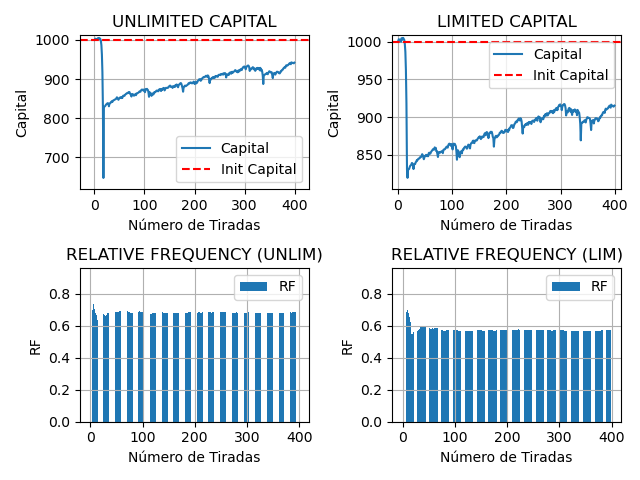 UNLIMITED CAPITAL
1000
900
800
700
Capital
Capital
Init Capital
0
100
200
300
400
Número de Tiradas
LIMITED CAPITAL
1000
950
900
850
Capital
Capital
Init Capital
0
100
200
300
400
Número de Tiradas
RELATIVE FREQUENCY (UNLIM)
0.8
0.6
0.4
0.2
0.0
RF
RF
0
100
200
300
400
Número de Tiradas
RELATIVE FREQUENCY (LIM)
0.8
0.6
0.4
0.2
0.0
RF
RF
0
100
200
300
400
Número de Tiradas